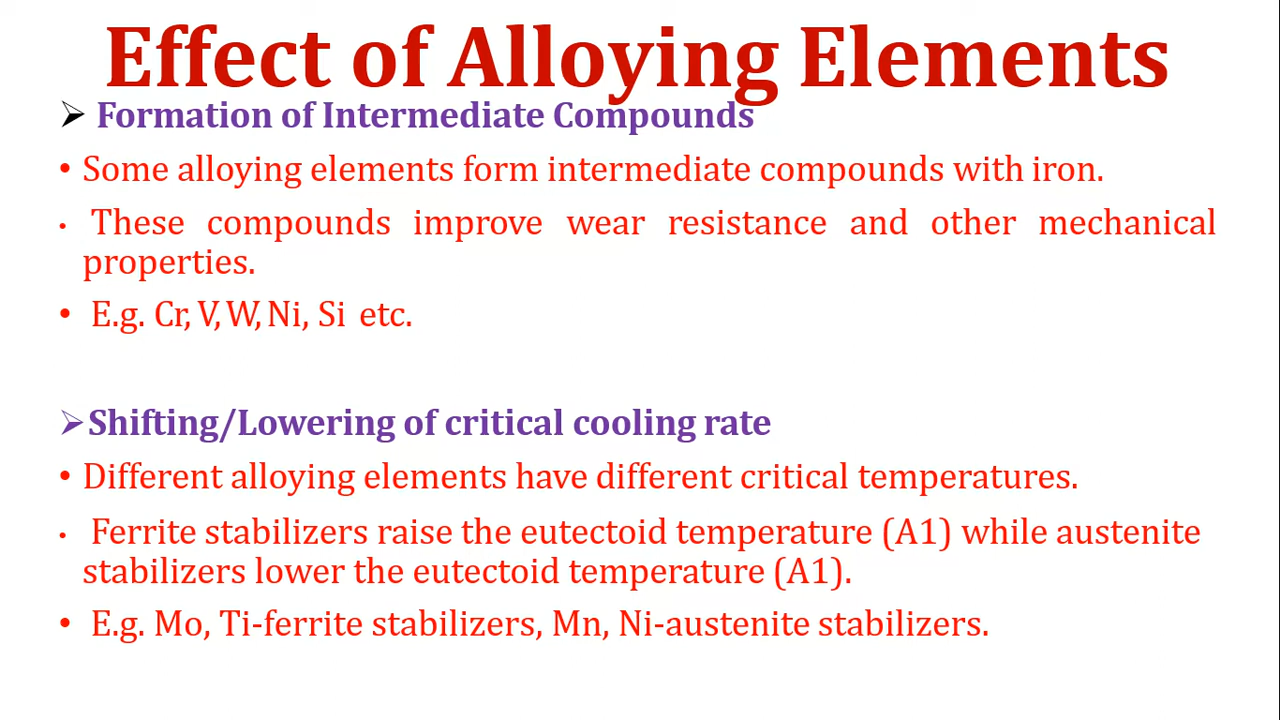 Effect of Alloying Elements
➢ Formation of Intermediate Compounds
• Some alloying elements form intermediate compounds with iron.
• These compounds improve wear resistance and other mechanical
properties.
• E.g. Cr, V, W, Ni, Si etc.
➢ Shifting/Lowering of critical cooling rate
• Different alloying elements have different critical temperatures.
• Ferrite stabilizers raise the eutectoid temperature (A1) while austenite
stabilizers lower the eutectoid temperature (A1).
• E.g. Mo, Ti-ferrite stabilizers, Mn, Ni-austenite stabilizers.